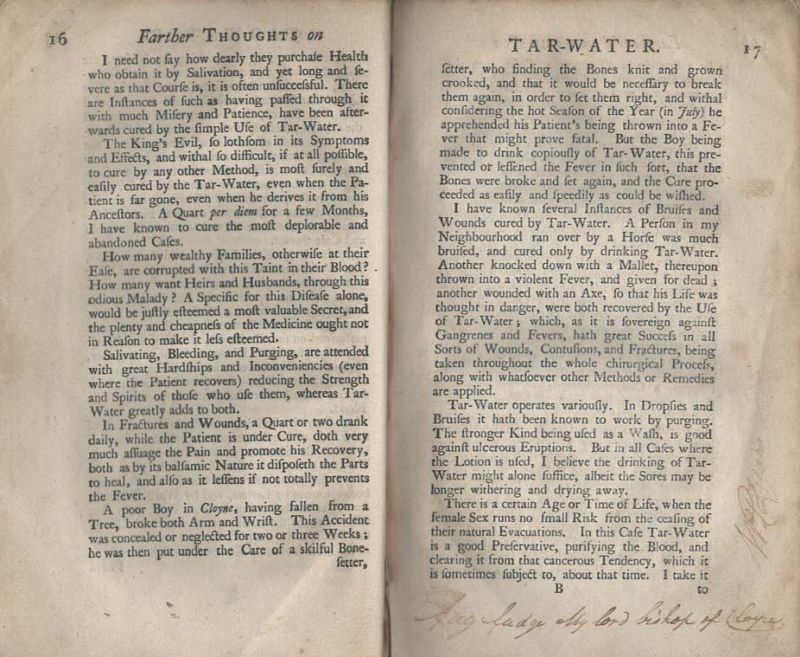 16 Farther THOUGHTS on
I need not ſay how dearly they purchaſe Health
who obtain it by Salivation, and yet long and ſe-
vere as that Courſe is, it is often unſucceſsful. There
are Inſtances of ſuch as having paſſed through it
with much Miſery and Patience, have been after-
wards cured by the ſimple Uſe of Tar-Water.
The King's Evil, ſo lothſom in its Symptoms
and Effects, and withal ſo difficult, if at all poſſible,
to cure by any other Method, is moſt ſurely and
eaſily cured by the Tar-Water, even when the Pa-
tient is far gone, even when he derives it from his
Anceſtors. A Quart per diem for a few Months,
I have known to cure the moſt deplorable and
abandoned Caſes.
How many wealthy Families, otherwiſe at their
Eaſe, are corrupted with this Taint in their Blood?
How many want Heirs and Husbands, through this
odious Malady? A Specific for this Diſeaſe alone,
would be juſtly eſteemed a moſt valuable Secret, and
the plenty and cheapneſs of the Medicine ought not
in Reaſon to make it leſs eſteemed.
Salivating, Bleeding, and Purging, are attended
with great Hardſhips and Inconveniencies (even
where the Patient recovers) reducing the Strength
and Spirits of thoſe who uſe them, whereas Tar-
Water greatly adds to both.
In Fractures and Wounds, a Quart or two drank
daily, while the Patient is under Cure, doth very
much aſſuage the Pain and promote his Recovery,
both as by its balſamic Nature it diſpoſeth the Parts
to heal, and alſo as it leſſens if not totally prevents
the Fever.
A poor Boy in Cloyne, having fallen from a
Tree, broke both Arm and Wriſt. This Accident
was concealed or neglected for two or three Weeks;
he was then put under the Care of a skilful Bone-
ſetter,
TAR-WATER. 17
ſetter, who finding the Bones knit and grown
crooked, and that it would be neceſſary to break
them again, in order to ſet them right, and withal
conſidering the hot Seaſon of the Year (in July) he
apprehended his Patient's being thrown into a Fe-
ver that might prove fatal. But the Boy being
made to drink copiouſly of Tar-Water, this pre-
vented or leſſened the Fever in ſuch ſort, that the
Bones were broke and ſet again, and the Cure pro-
ceeded as eaſily and ſpeedily as could be wiſhed.
I have known ſeveral Inſtances of Bruiſes and
Wounds cured by Tar-Water. A Perſon in my
Neighbourhood ran over by a Horſe was much
bruiſed, and cured only by drinking Tar-Water.
Another knocked down with a Mallet, thereupon
thrown into a violent Fever, and given for dead;
another wounded with an Axe, ſo that his Life was
thought in danger, were both recovered by the Uſe
of Tar-Water; which, as it is ſovereign againſt
Gangrenes and Fevers, hath great Succeſs in all
Sorts of Wounds, Contuſions, and Fractures, being
taken throughout the whole chirurgical Proceſs,
along with whatſoever other Methods or Remedies
are applied.
Tar-Water operates variouſly. In Dropſies and
Bruiſes it hath been known to work by purging.
The ſtronger Kind being uſed as a Waſh, is good
againſt ulcerous Eruptions. But in all Caſes where
the Lotion is uſed, I believe the drinking of Tar-
Water might alone ſuffice, albeit the Sores may be
longer withering and drying away.
There is a certain Age or Time of Life, when the
female Sex runs no ſmall Risk from the ceaſing of
their natural Evacuations. In this Caſe Tar-Water
is a good Preſervative, purifying the Blood, and
clearing it from that cancerous Tendency, which it
is ſometimes ſubject to, about that time. I take it
B to
Judge My lord bishop of Cloyne